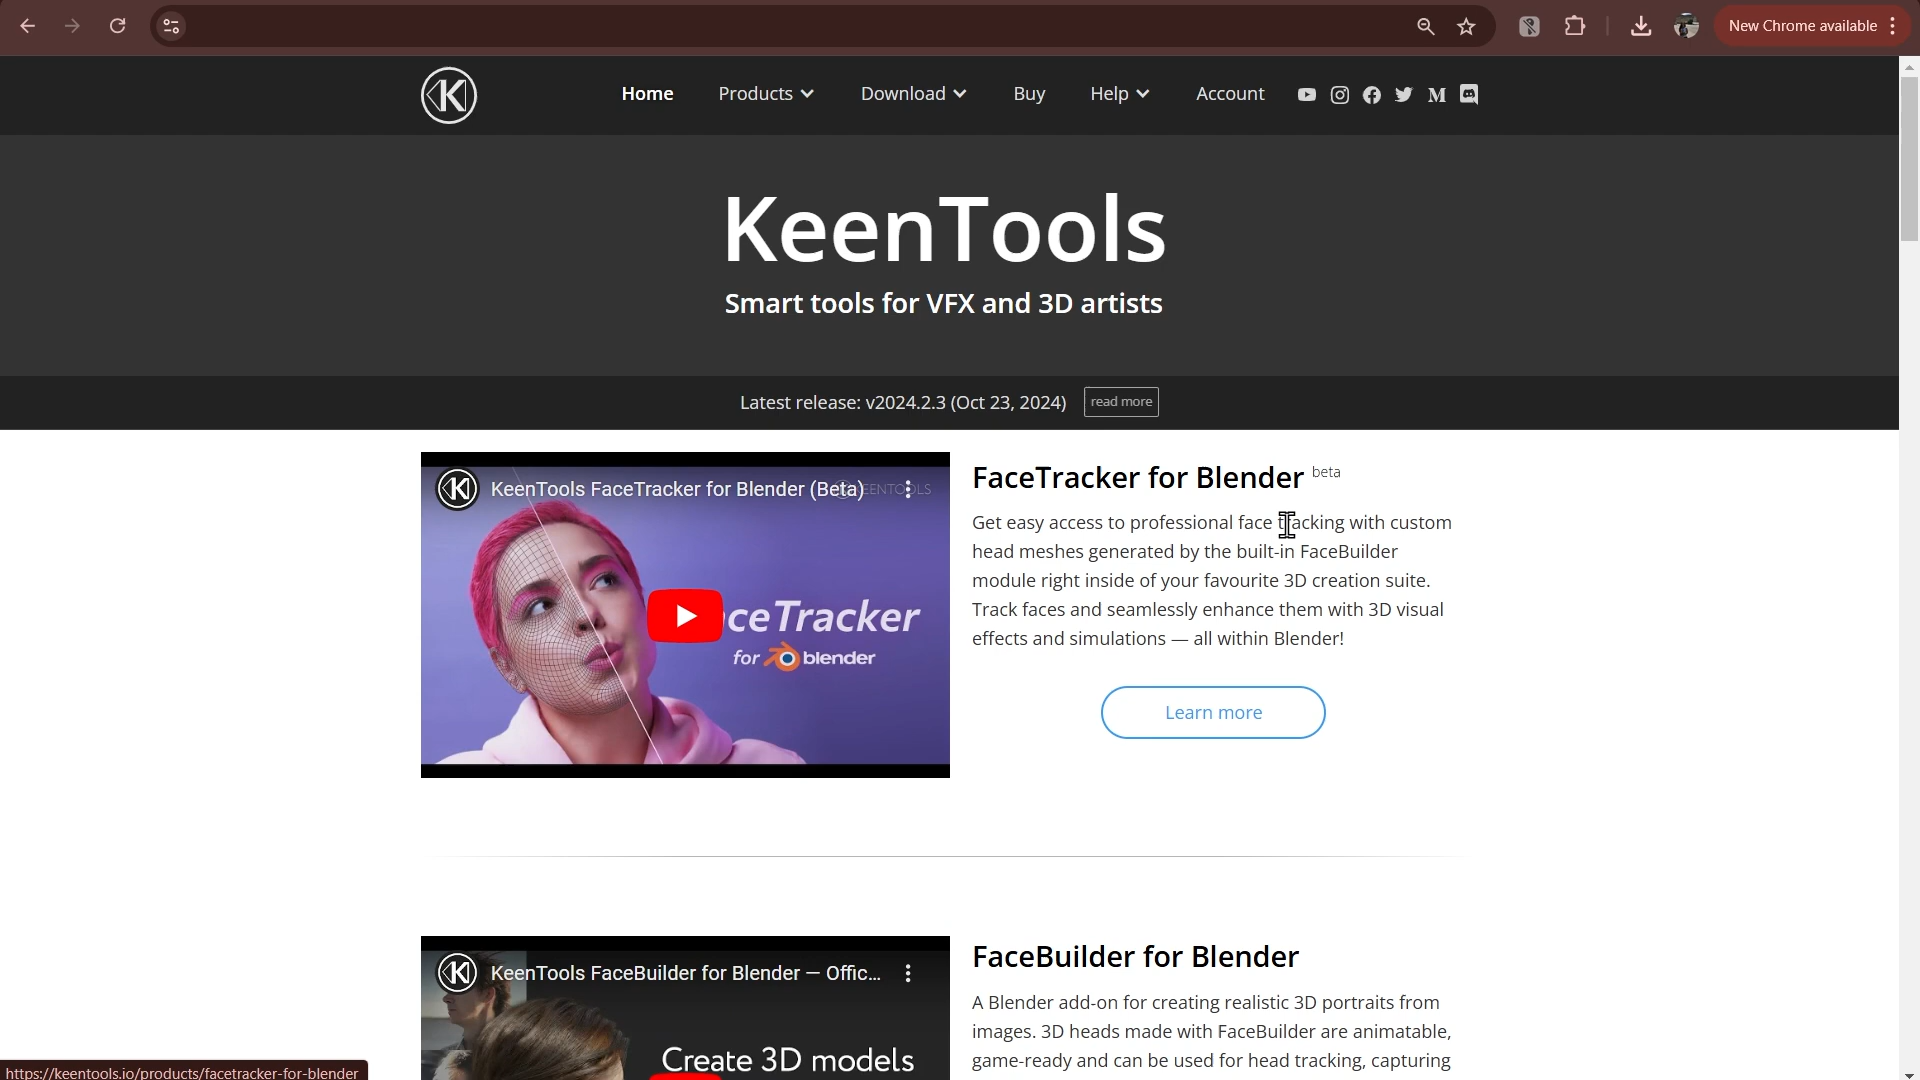 New Chrome available
K
Home
Products
Download
Buy
Help
Account
M
KeenTools
Smart tools for VFX and 3D artists
Latest release: v2024.2.3 (Oct 23, 2024)
read more
K
KeenTools FaceTracker for Blender (Beta)
ceTracker
for blender
FaceTracker for Blender beta
Get easy access to professional face tracking with custom
head meshes generated by the built-in FaceBuilder
module right inside of your favourite 3D creation suite.
Track faces and seamlessly enhance them with 3D visual
effects and simulations — all within Blender!
Learn more
K
KeenTools FaceBuilder for Blender — Offic...
Create 3D models
FaceBuilder for Blender
A Blender add-on for creating realistic 3D portraits from
images. 3D heads made with FaceBuilder are animatable,
game-ready and can be used for head tracking, capturing
https://keentools.io/products/facetracker-for-blender